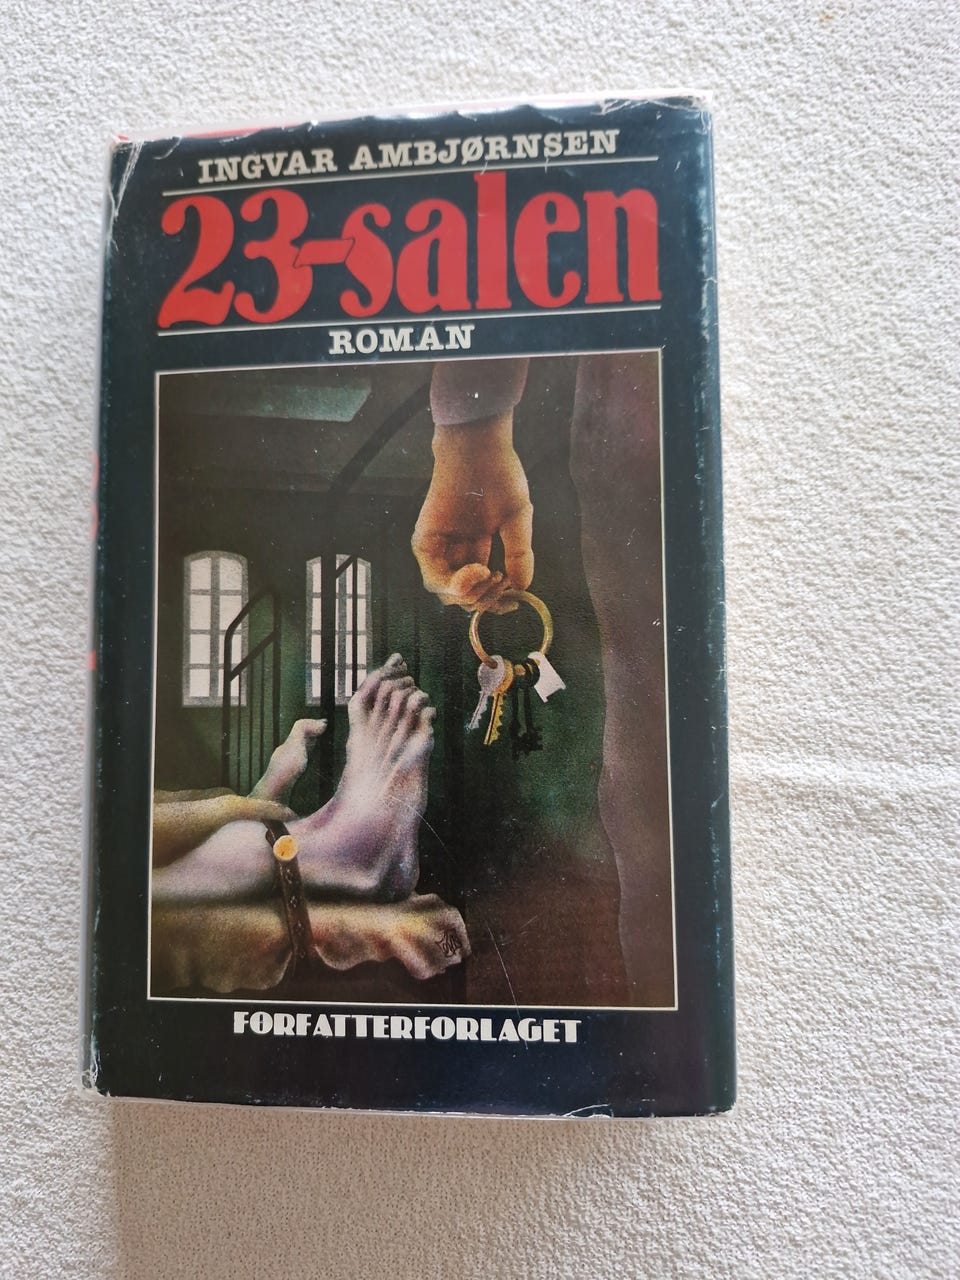 INGVAR AMBJØRNSEN
23-salen
ROMAN
FORFATTERFORLAGET